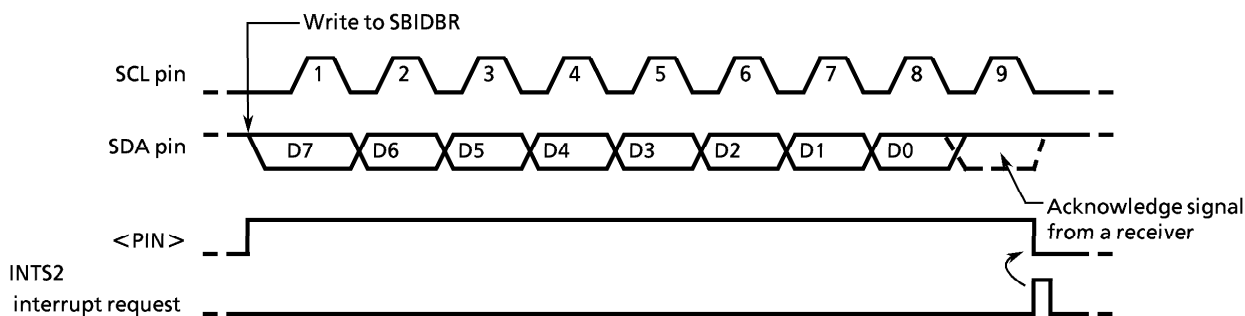 Write to SBIDBR
SCL pin
1 2 3 4 5 6 7 8 9
SDA pin
D7 D6 D5 D4 D3 D2 D1 D0
Acknowledge signal
from a receiver
<PIN>
INTS2
interrupt request